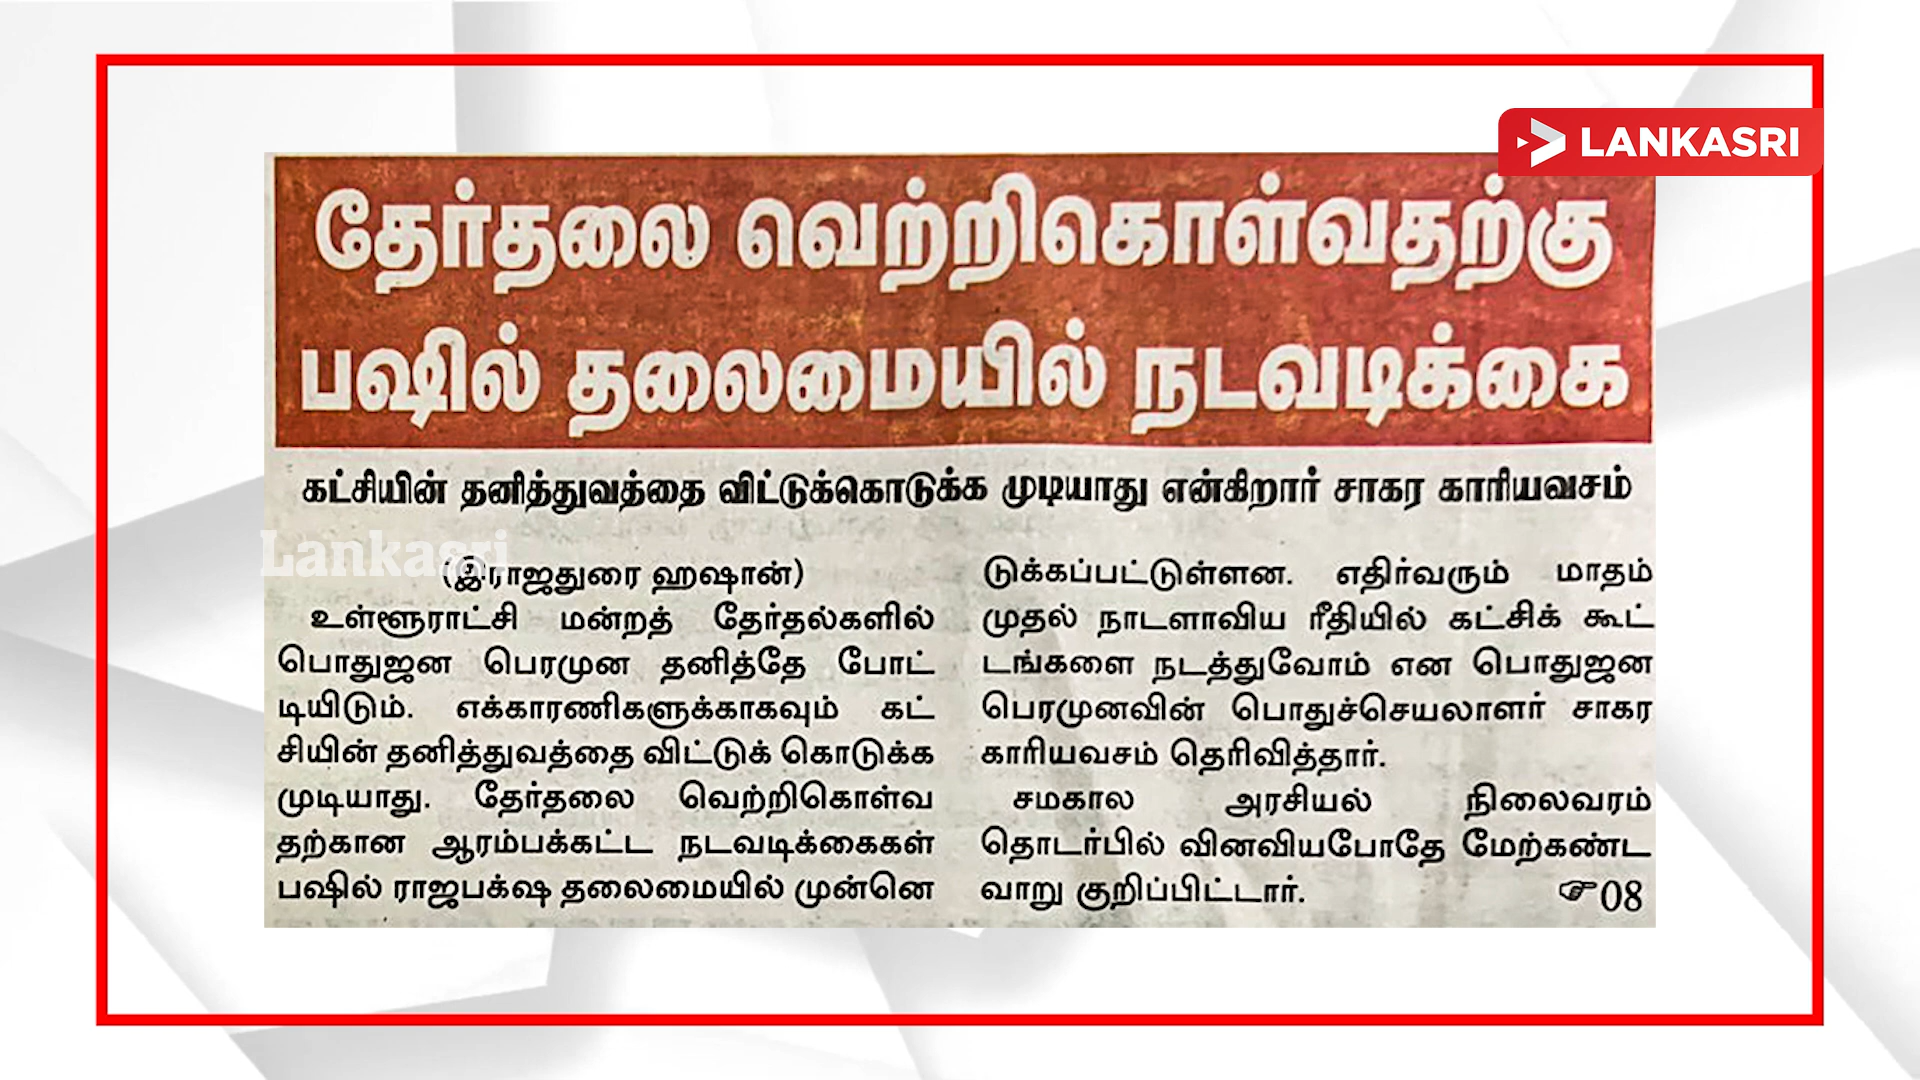 LANKASRI
தேர்தலை வெற்றிகொள்வதற்கு
பஷில் தலைமையில் நடவடிக்கை
கட்சியின் தனித்துவத்தை விட்டுக்கொடுக்க முடியாது என்கிறார் சாகர காரியவசம்
Lankasri
(இராஜதுரை ஹஷான்)
உள்ளூராட்சி மன்றத் தேர்தல்களில்
பொதுஜன பெரமுன தனித்தே போட்
டியிடும். எக்காரணிகளுக்காகவும் கட்
சியின் தனித்துவத்தை விட்டுக் கொடுக்க
முடியாது. தேர்தலை வெற்றிகொள்வ
தற்கான ஆரம்பக்கட்ட நடவடிக்கைகள்
பஷில் ராஜபக்ஷ தலைமையில் முன்னெ
டுக்கப்பட்டுள்ளன. எதிர்வரும் மாதம்
முதல் நாடளாவிய ரீதியில் கட்சிக் கூட்
டங்களை நடத்துவோம் என பொதுஜன
பெரமுனவின் பொதுச்செயலாளர் சாகர
காரியவசம் தெரிவித்தார்.
சமகால அரசியல் நிலைவரம்
தொடர்பில் வினவியபோதே மேற்கண்ட
வாறு குறிப்பிட்டார். ☞08